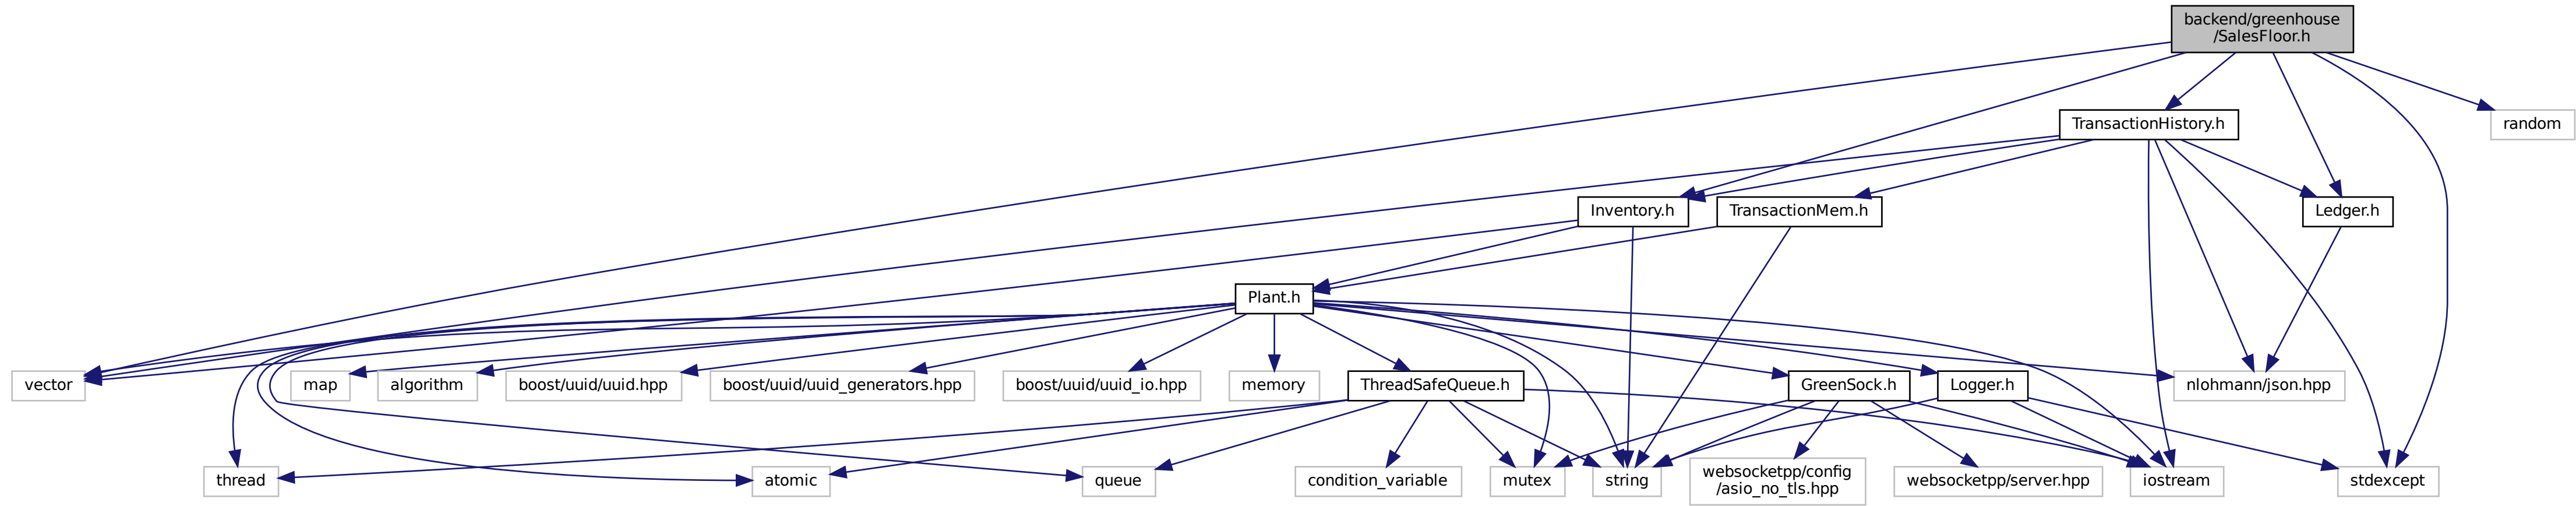 backend/greenhouse
/SalesFloor.h
TransactionHistory.h
random
Inventory.h
TransactionMem.h
Ledger.h
Plant.h
vector
map
algorithm
boost/uuid/uuid.hpp
boost/uuid/uuid_generators.hpp
boost/uuid/uuid_io.hpp
memory
ThreadSafeQueue.h
GreenSock.h
Logger.h
nlohmann/json.hpp
thread
atomic
queue
condition_variable
mutex
string
websocketpp/config
/asio_no_tls.hpp
websocketpp/server.hpp
iostream
stdexcept